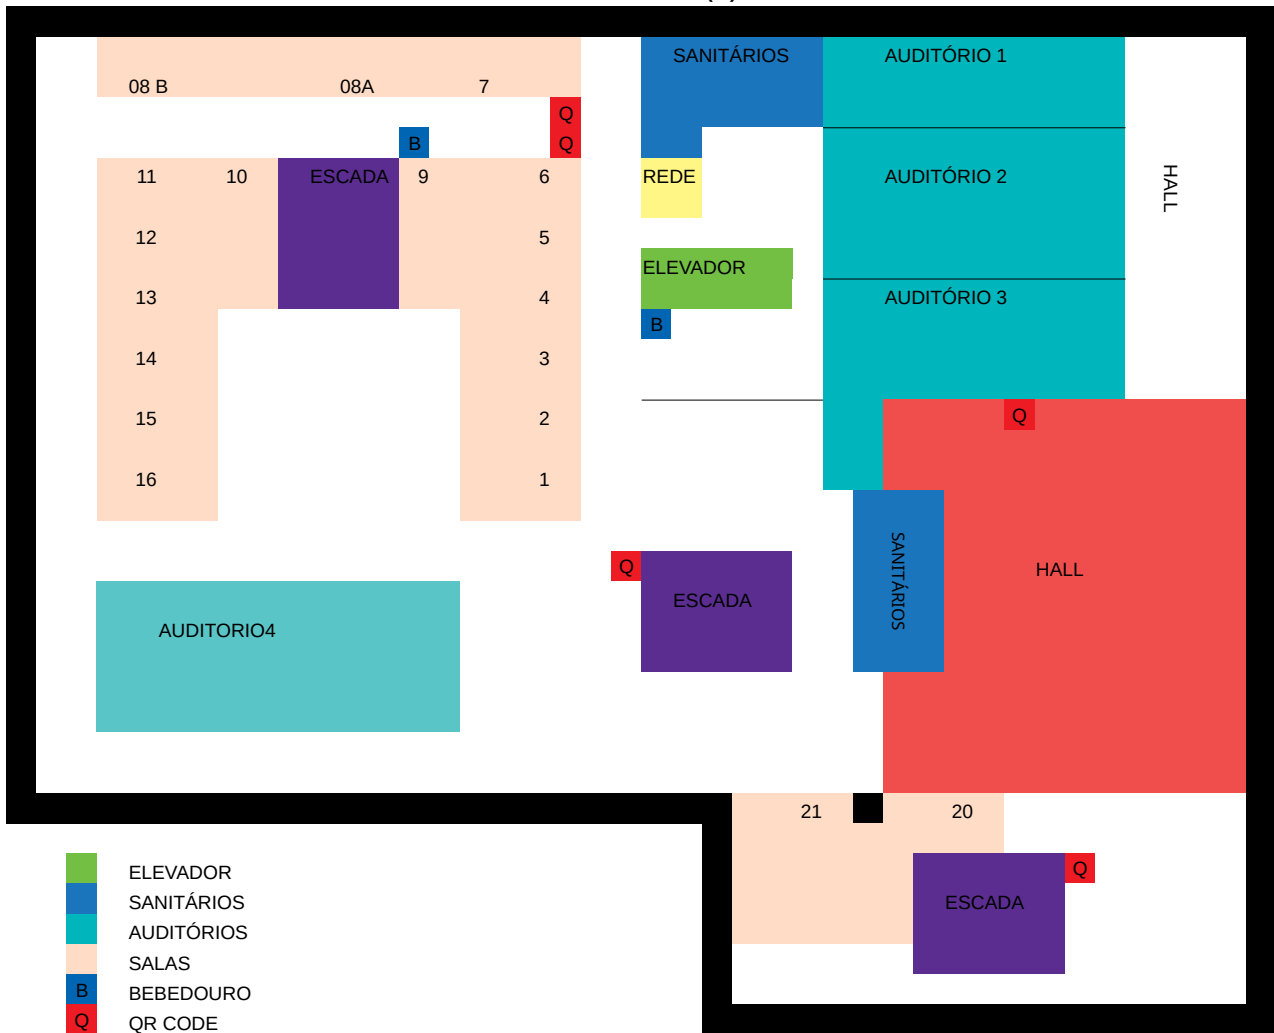 SANITÁRIOS AUDITÓRIO 1
08 B 08A 7
Q
B Q
11 10 ESCADA 9 6 REDE AUDITÓRIO 2 HALL
12 5
ELEVADOR
13 4 AUDITÓRIO 3
B
14 3
15 2 Q
16 1
SANITÁRIOS
Q HALL
ESCADA
AUDITORIO4
21 20
ELEVADOR Q
SANITÁRIOS ESCADA
AUDITÓRIOS
SALAS
B BEBEDOURO
Q QR CODE